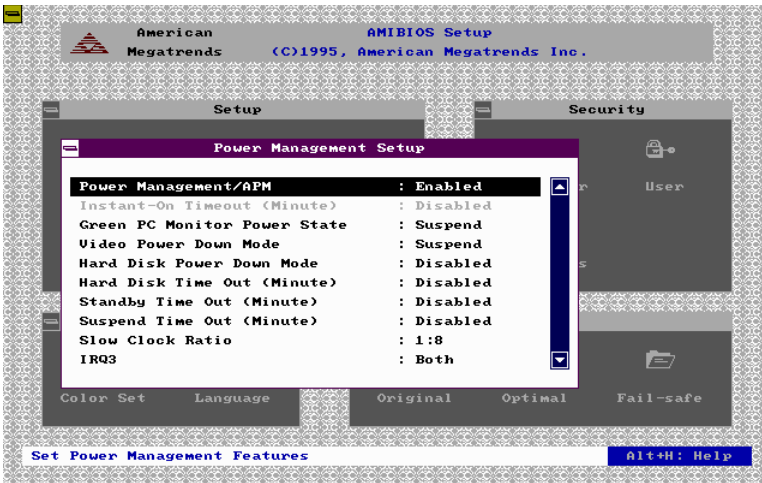 American AMIBIOS Setup
Megatrends (C)1995, American Megatrends Inc.
Setup
Security
Power Management Setup
Power Management/APM : Enabled
Instant-On Timeout (Minute) : Disabled
Green PC Monitor Power State : Suspend
Video Power Down Mode : Suspend
Hard Disk Power Down Mode : Disabled
Hard Disk Time Out (Minute) : Disabled
Standby Time Out (Minute) : Disabled
Suspend Time Out (Minute) : Disabled
Slow Clock Ratio : 1:8
IRQ3 : Both
User
Color Set Language Original Optimal Fail-safe
Set Power Management Features Alt+H: Help